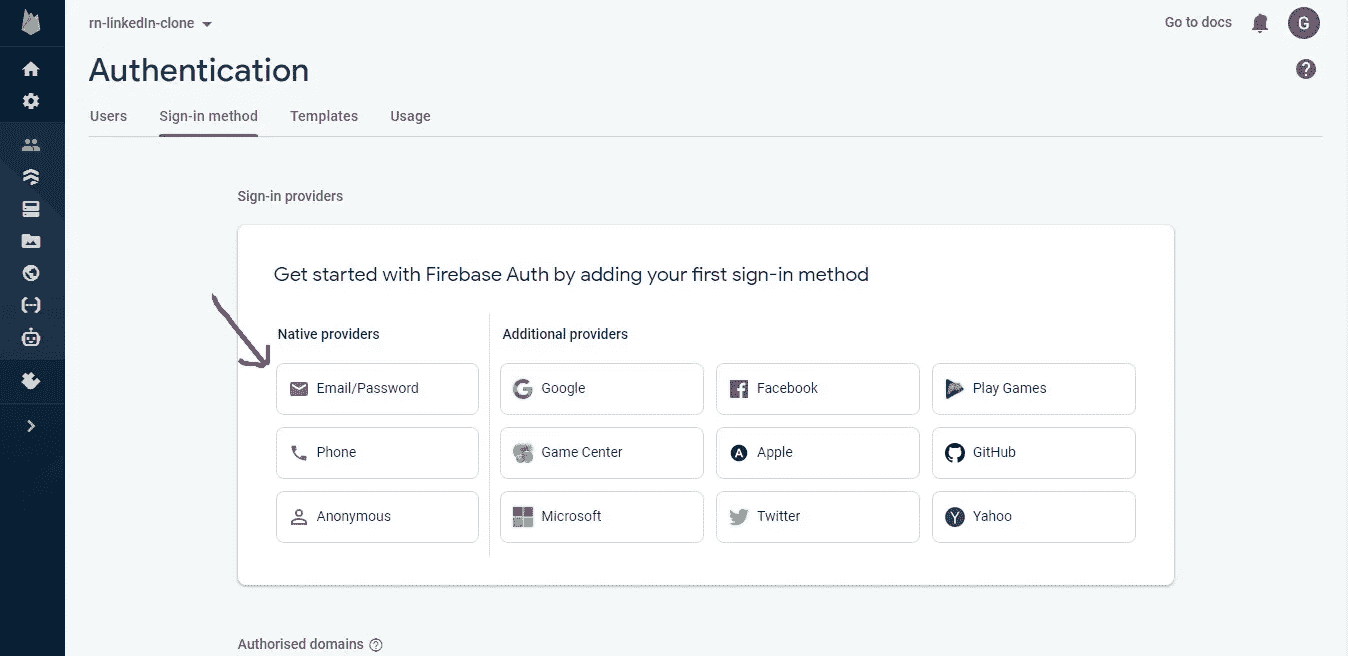 rn-linkedIn-clone
Go to docs
G
Authentication
?
Users Sign-in method Templates Usage
Sign-in providers
Get started with Firebase Auth by adding your first sign-in method
Native providers Additional providers
Email/Password Google Facebook Play Games
Phone Game Center Apple GitHub
Anonymous Microsoft Twitter Yahoo
Authorised domains ?